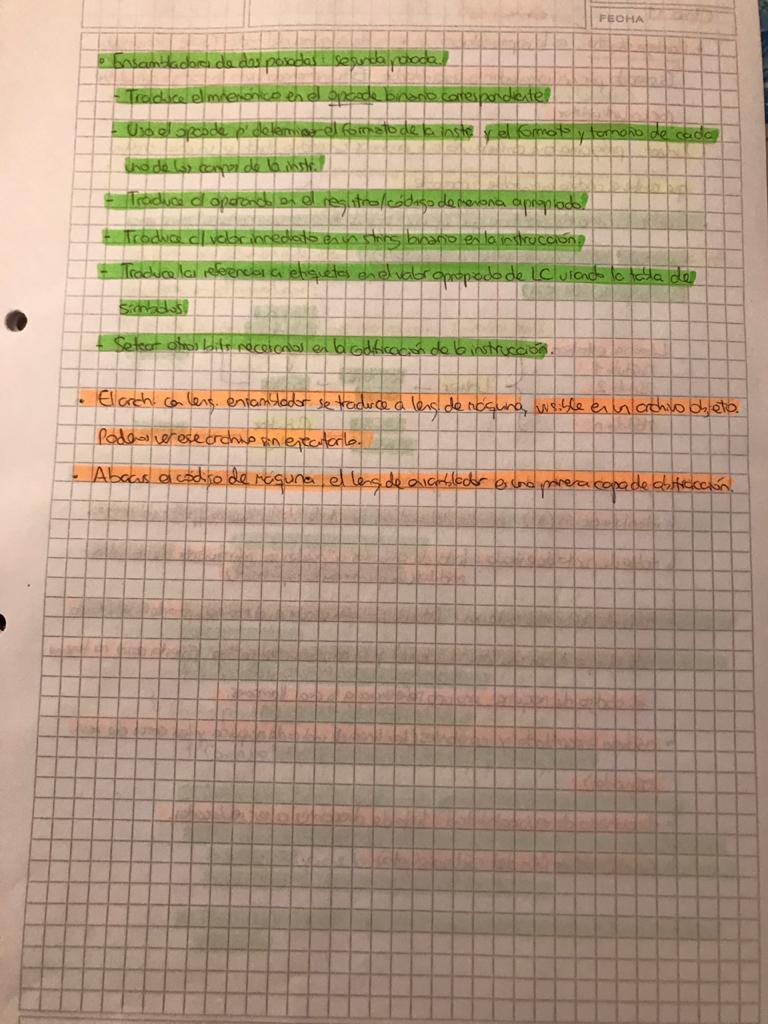 FECHA
• Ensambladores de dos pasadas: segunda pasada
- Traduce el mnemónico en el opcode binario correspondiente
- Usa el opcode p' determinar el formato de la instr y el formato y tamaño de cada
uno de los campos de la instr.
- Traduce el operando en el registro/código de memoria apropiado.
- Traduce el valor inmediato en un string binario en la instrucción
- Traduce las referencias a etiquetas en el valor apropiado de LC usando la tabla de
símbolos.
- Setear otros bits necesarios en la codificación de la instrucción.
• El archi con leng. ensamblador se traduce a leng de máquina, visible en un archivo objeto.
Podemos ver ese archivo sin ejecutarlo.
• el código de máquina, el leng de ensamblador es una primera capa de abstracción.